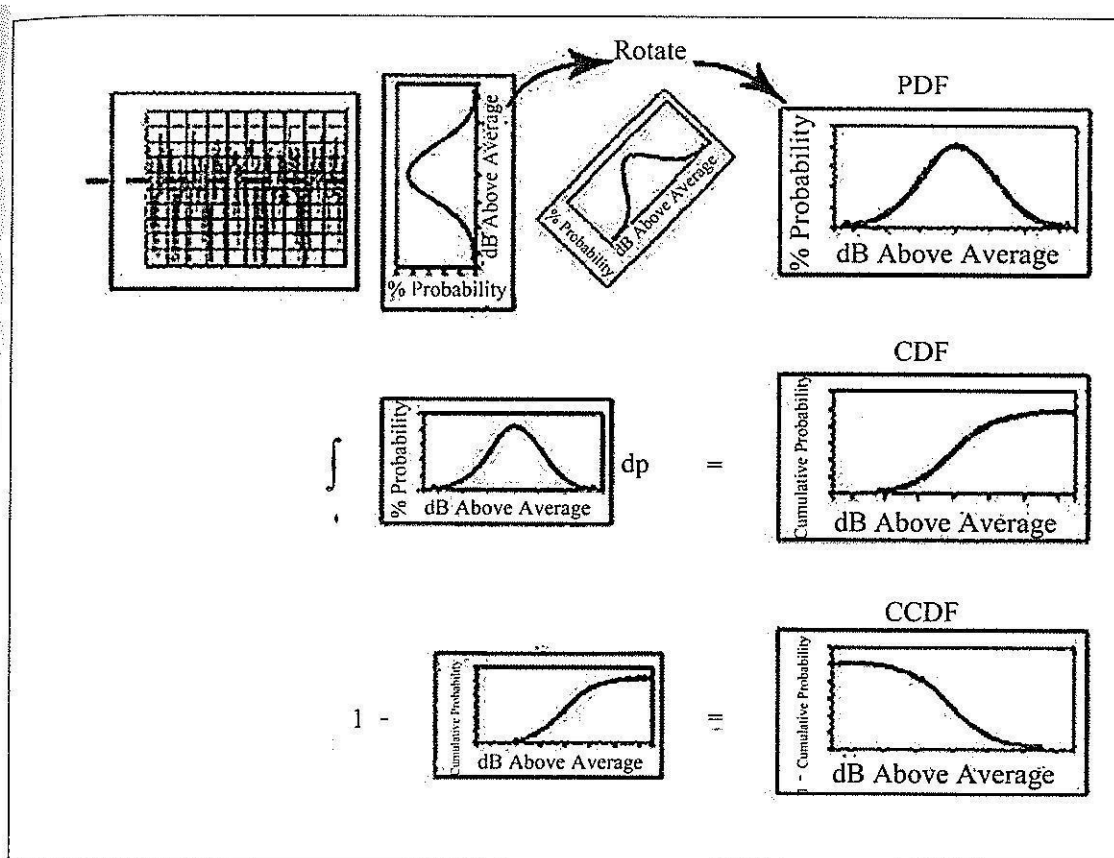 Rotate
PDF
% Probability
dB Above Average
% Probability
dB Above Average
% Probability
dB Above Average
CDF
∫
% Probability
dB Above Average
dp
=
Cumulative Probability
dB Above Average
CCDF
1 -
Cumulative Probability
dB Above Average
=
1 - Cumulative Probability
dB Above Average